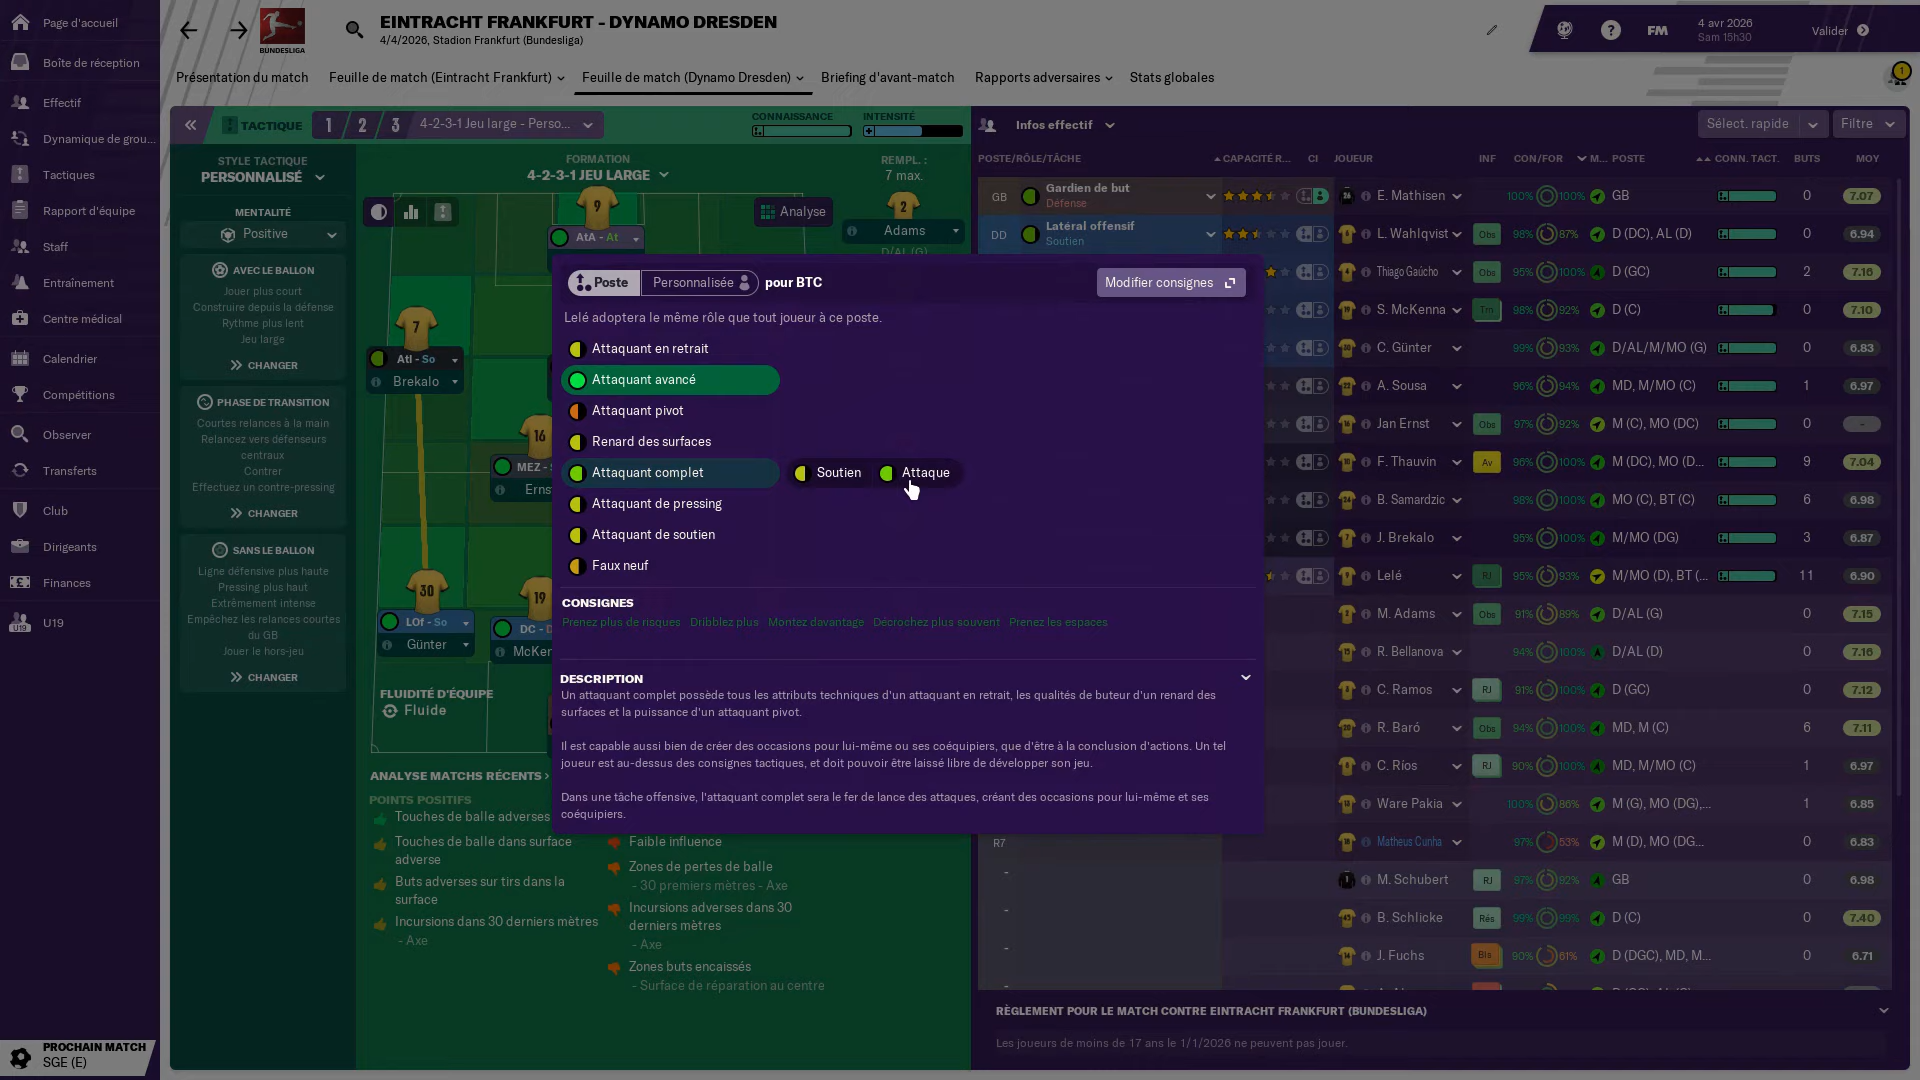 Page d'accueil
Boîte de réception
Effectif
Dynamique de grou...
Tactiques
Rapport d'équipe
Staff
Entraînement
Centre médical
Calendrier
Compétitions
Observer
Transferts
Club
Dirigeants
Finances
U19
PROCHAIN MATCH
SGE (E)
BUNDESLIGA
EINTRACHT FRANKFURT - DYNAMO DRESDEN
4/4/2026, Stadion Frankfurt (Bundesliga)
FM
4 avr 2026
Sam 15h30
Valider
1
Présentation du match
Feuille de match (Eintracht Frankfurt)
Feuille de match (Dynamo Dresden)
Briefing d'avant-match
Rapports adversaires
Stats globales
TACTIQUE
1 2 3
4-2-3-1 Jeu large - Perso...
CONNAISSANCE
INTENSITÉ
STYLE TACTIQUE
PERSONNALISÉ
MENTALITÉ
Positive
AVEC LE BALLON
Jouer plus court
Construire depuis la défense
Rythme plus lent
Jeu large
CHANGER
PHASE DE TRANSITION
Courtes relances à la main
Relancez vers défenseurs
centraux
Contrer
Effectuez un contre-pressing
CHANGER
SANS LE BALLON
Ligne défensive plus haute
Pressing plus haut
Extrêmement intense
Empêchez les relances courtes
du GB
Jouer le hors-jeu
CHANGER
FORMATION
4-2-3-1 JEU LARGE
REMPL. :
7 max.
Analyse
9
AtA - At
2
Adams
D/AL (G)
7
AtI - So
Brekalo
16
MEZ -
Erns
30
LOf - So
Günter
19
DC - D
McKen
FLUIDITÉ D'ÉQUIPE
Fluide
ANALYSE MATCHS RÉCENTS
POINTS POSITIFS
Touches de balle adverses
Touches de balle dans surface
adverse
Buts adverses sur tirs dans la
surface
Incursions dans 30 derniers mètres
- Axe
Faible influence
Zones de pertes de balle
- 30 premiers mètres - Axe
Incursions adverses dans 30
derniers mètres
- Axe
Zones buts encaissés
- Surface de réparation au centre
Poste
Personnalisée
pour BTC
Modifier consignes
Lelé adoptera le même rôle que tout joueur à ce poste.
Attaquant en retrait
Attaquant avancé
Attaquant pivot
Renard des surfaces
Attaquant complet
Soutien
Attaque
Attaquant de pressing
Attaquant de soutien
Faux neuf
CONSIGNES
Prenez plus de risques Dribblez plus Montez davantage Décrochez plus souvent Prenez les espaces
DESCRIPTION
Un attaquant complet possède tous les attributs techniques d'un attaquant en retrait, les qualités de buteur d'un renard des
surfaces et la puissance d'un attaquant pivot.
Il est capable aussi bien de créer des occasions pour lui-même ou ses coéquipiers, que d'être à la conclusion d'actions. Un tel
joueur est au-dessus des consignes tactiques, et doit pouvoir être laissé libre de développer son jeu.
Dans une tâche offensive, l'attaquant complet sera le fer de lance des attaques, créant des occasions pour lui-même et ses
coéquipiers.
Infos effectif
Sélect. rapide
Filtre
POSTE/RÔLE/TÂCHE CAPACITÉ R... CI JOUEUR INF CON/FOR M... POSTE CONN. TACT. BUTS MOY
GB Gardien de but E. Mathisen 100% 100% GB 0 7.07
Défense
DD Latéral offensif L. Wahlqvist Obs 98% 87% D (DC), AL (D) 0 6.94
Soutien
Thiago Gaúcho Obs 95% 100% D (GC) 2 7.16
S. McKenna Tm 98% 92% D (C) 0 7.10
C. Günter 99% 93% D/AL/M/MO (G) 0 6.83
A. Sousa 96% 94% MD, M/MO (C) 1 6.97
Jan Ernst Obs 97% 92% M (C), MO (DC) 0 -
F. Thauvin Av 96% 100% M (DC), MO (D... 9 7.04
B. Samardzic 98% 100% MO (C), BT (C) 6 6.98
J. Brekalo 95% 100% M/MO (DG) 3 6.87
Lelé RJ 95% 93% M/MO (D), BT (... 11 6.90
M. Adams 91% 89% D/AL (G) 0 7.15
R. Bellanova 94% 100% D/AL (D) 0 7.16
C. Ramos RJ 91% 100% D (GC) 0 7.12
R. Baró Obs 94% 100% MD, M (C) 6 7.11
C. Ríos RJ 90% 100% MD, M/MO (C) 1 6.97
Ware Pakia 100% 86% M (G), MO (DG),... 1 6.85
R7 Matheus Cunha 97% 53% M (D), MO (DG... 0 6.83
- M. Schubert RJ 97% 92% GB 0 6.98
- B. Schlicke Rés 99% 99% D (C) 0 7.40
- J. Fuchs Bls 90% 61% D (DGC), MD, M... 0 6.71
RÈGLEMENT POUR LE MATCH CONTRE EINTRACHT FRANKFURT (BUNDESLIGA)
Les joueurs de moins de 17 ans le 1/1/2026 ne peuvent pas jouer.